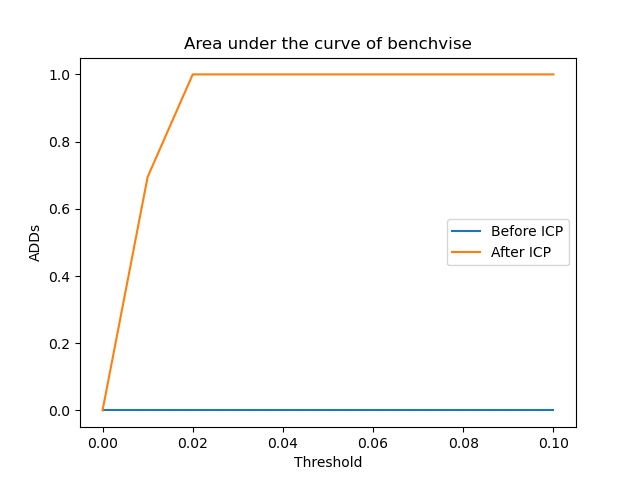 Area under the curve of benchvise
1.0
0.8
0.6
0.4
0.2
0.0
ADDs
Before ICP
After ICP
0.00 0.02 0.04 0.06 0.08 0.10
Threshold